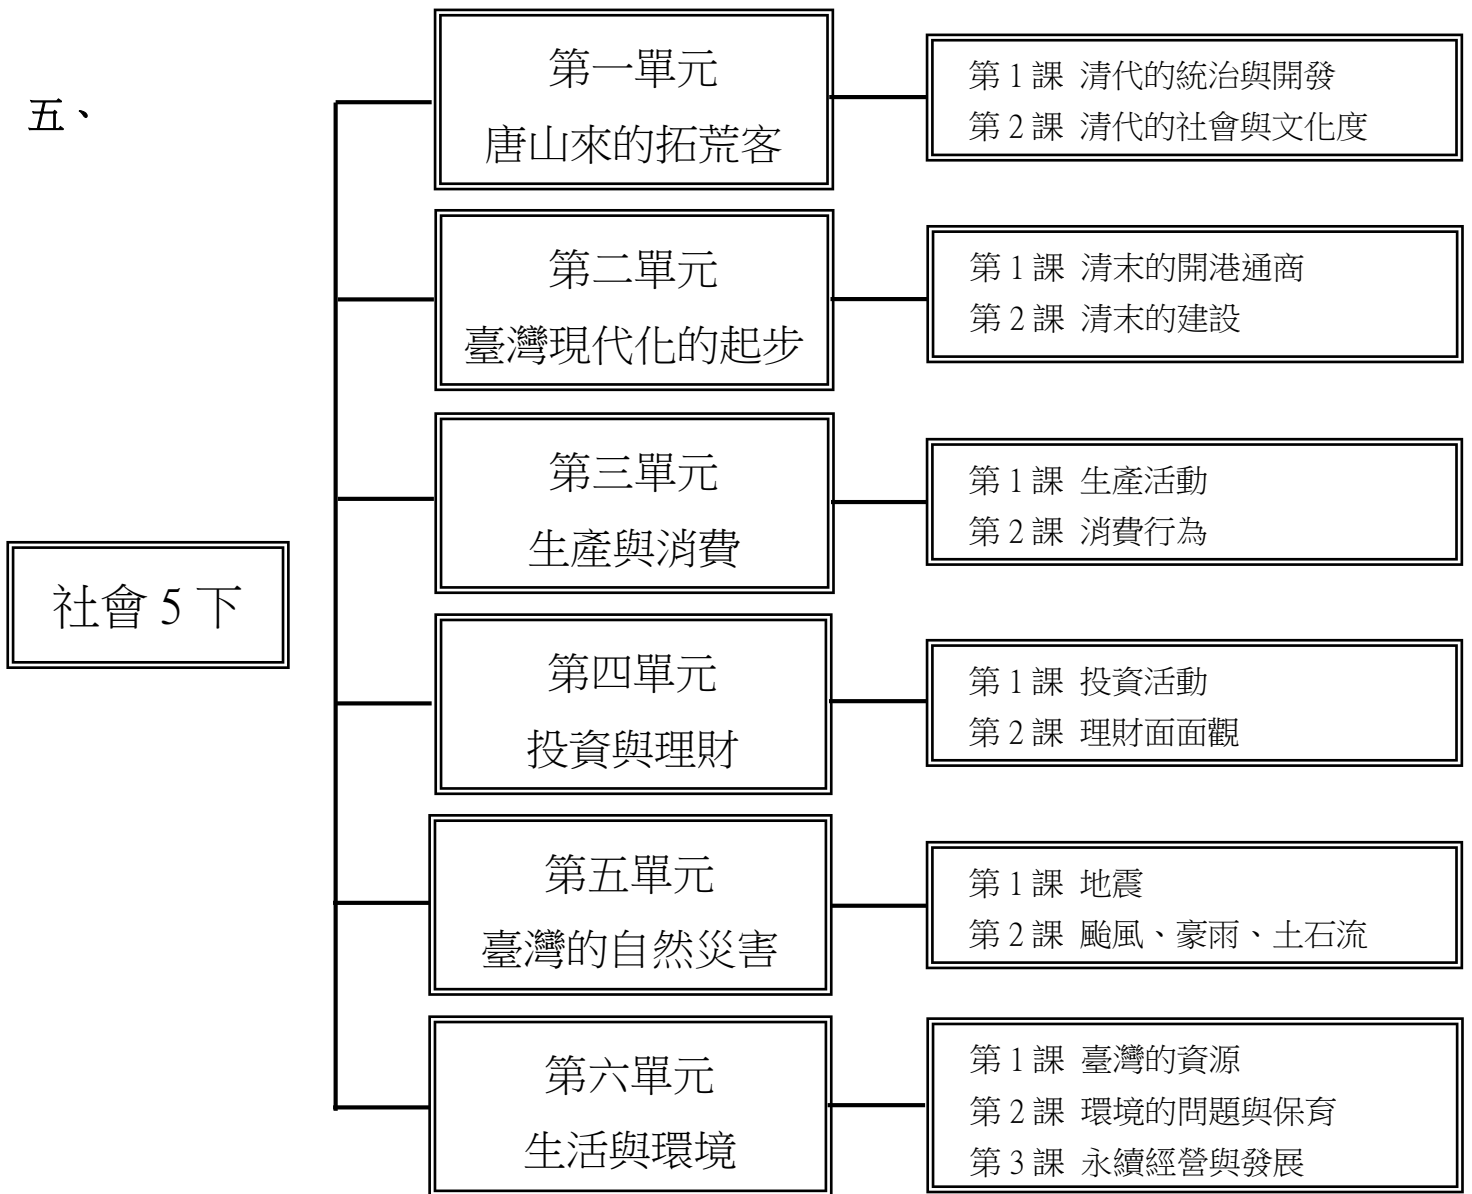 五、
社會 5 下
第一單元
唐山來的拓荒客
第 1 課 清代的統治與開發
第 2 課 清代的社會與文化度
第二單元
臺灣現代化的起步
第 1 課 清末的開港通商
第 2 課 清末的建設
第三單元
生產與消費
第 1 課 生產活動
第 2 課 消費行為
第四單元
投資與理財
第 1 課 投資活動
第 2 課 理財面面觀
第五單元
臺灣的自然災害
第 1 課 地震
第 2 課 颱風、豪雨、土石流
第六單元
生活與環境
第 1 課 臺灣的資源
第 2 課 環境的問題與保育
第 3 課 永續經營與發展